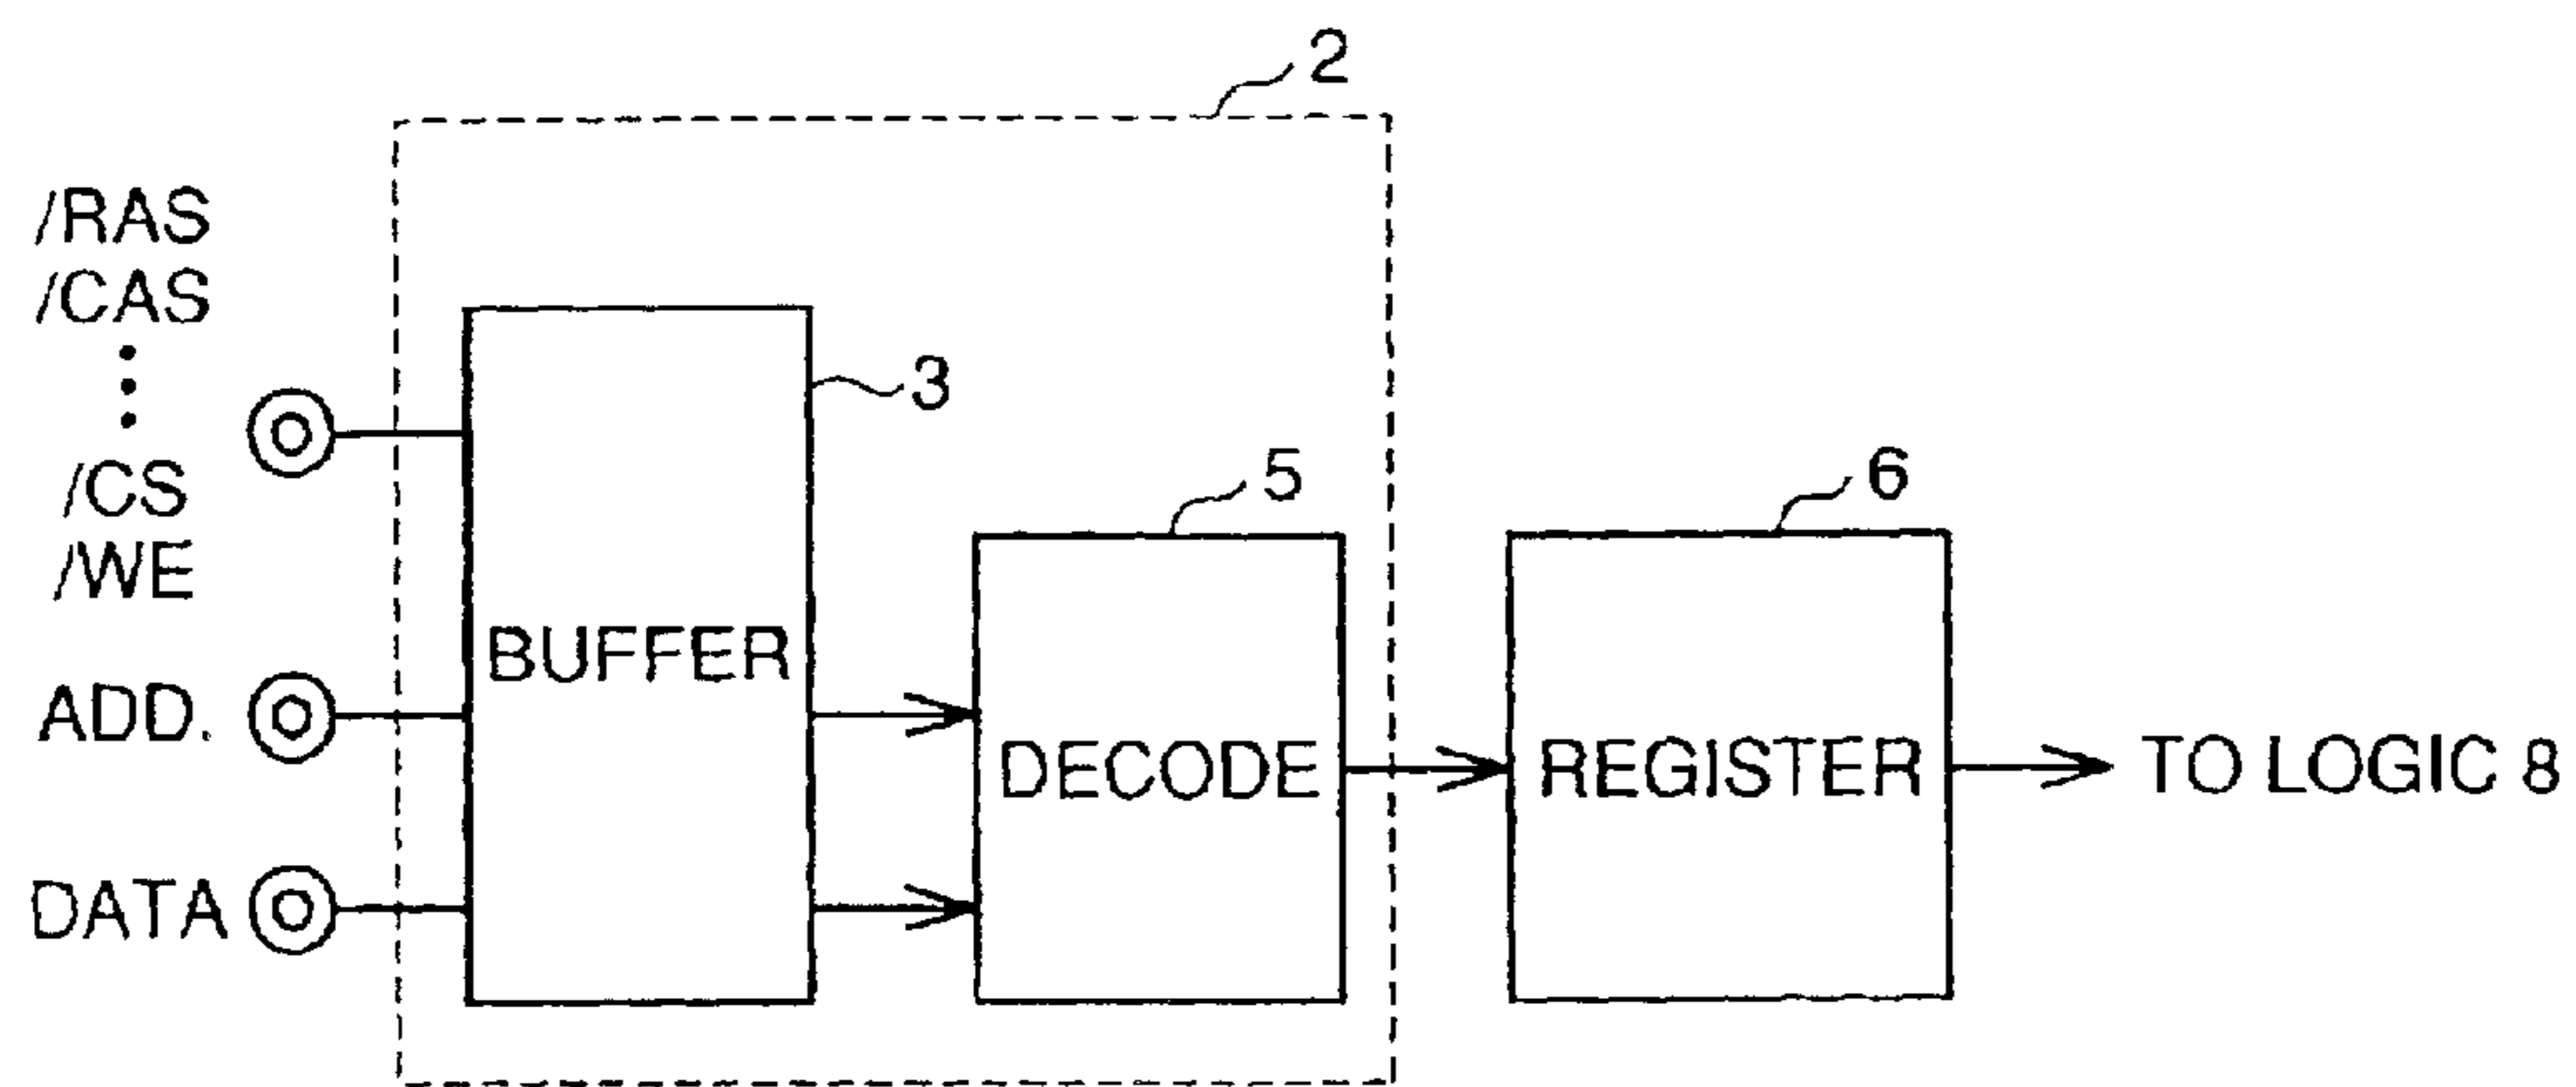 2
/RAS
/CAS
/CS
/WE
3
5
6
BUFFER
ADD.
DECODE
REGISTER
TO LOGIC 8
DATA